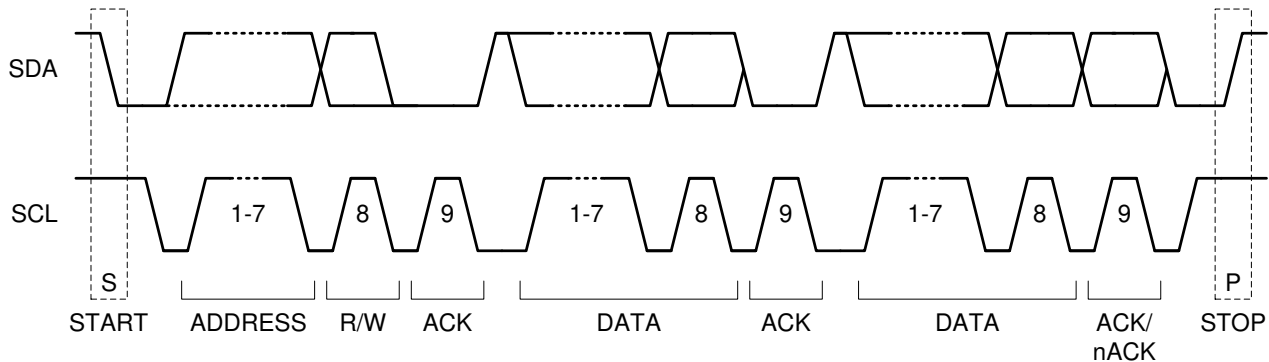 SDA
SCL
1-7 8 9 1-7 8 9 1-7 8 9
S P
START ADDRESS R/W ACK DATA ACK DATA ACK/ STOP
nACK